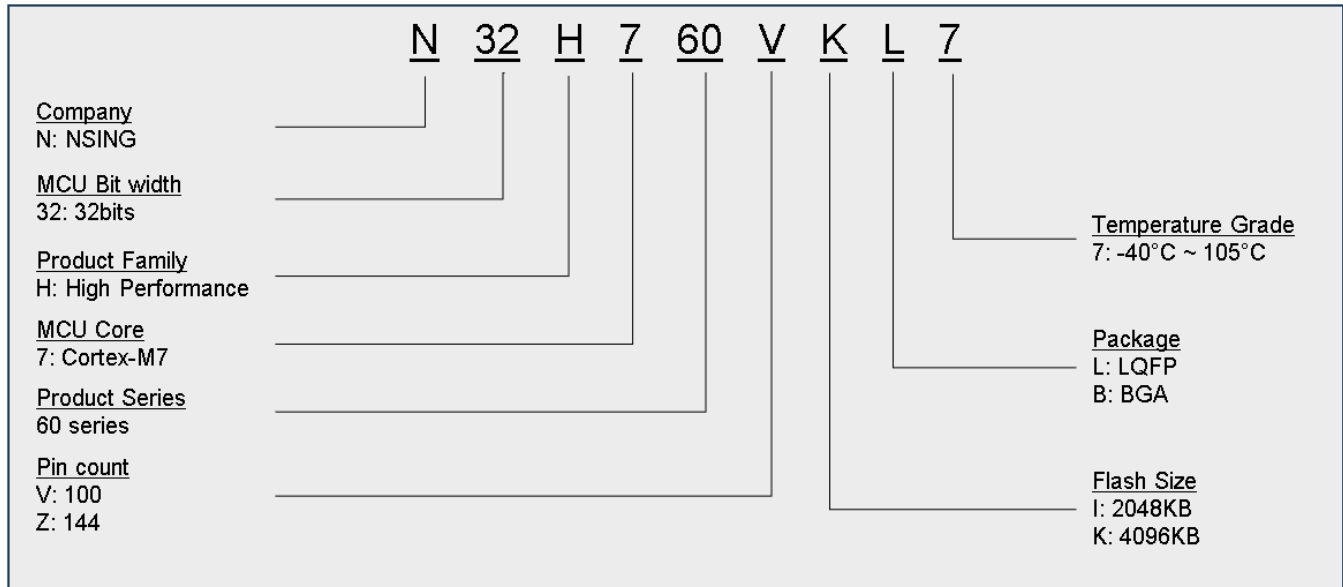 N 32 H 7 60 V K L 7
Company
N: NSING
MCU Bit width
32: 32bits
Product Family
H: High Performance
MCU Core
7: Cortex-M7
Product Series
60 series
Pin count
V: 100
Z: 144
Temperature Grade
7: -40°C ~ 105°C
Package
L: LQFP
B: BGA
Flash Size
I: 2048KB
K: 4096KB